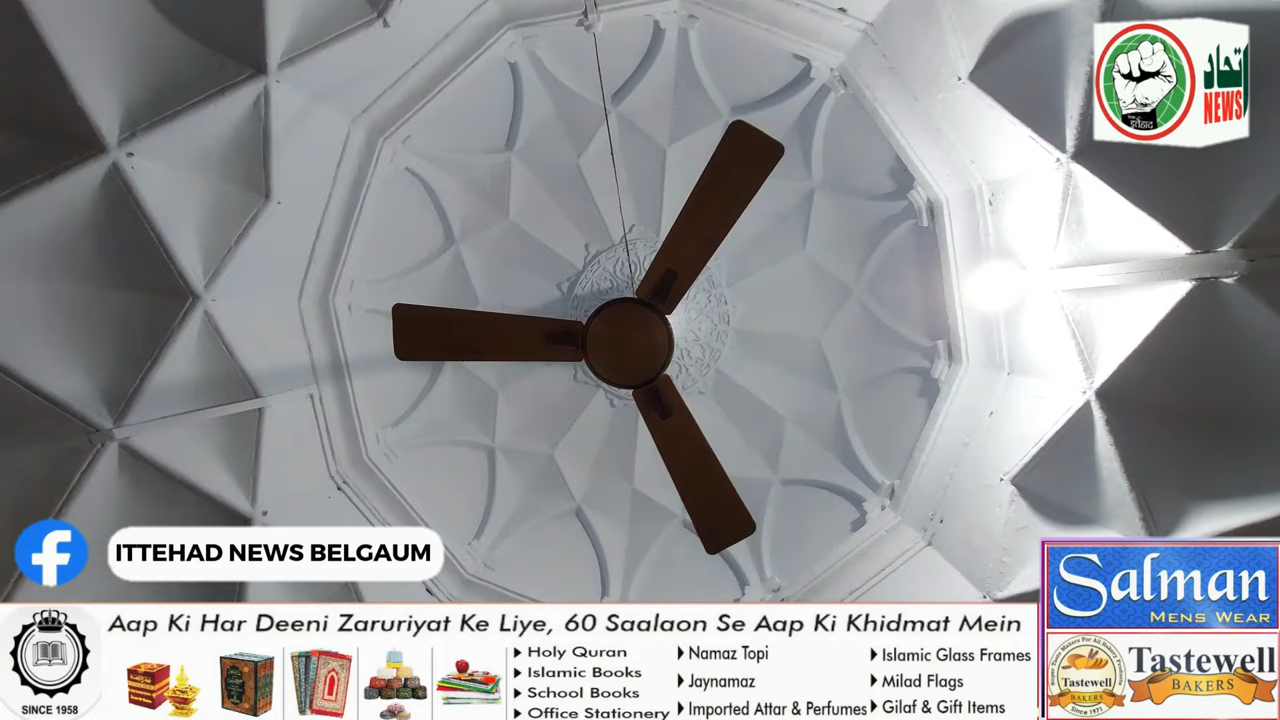 اتحاد
NEWS
ITTEHAD NEWS BELGAUM
Aap Ki Har Deeni Zaruriyat Ke Liye, 60 Saalaon Se Aap Ki Khidmat Mein
SINCE 1958
Holy Quran
Islamic Books
School Books
Office Stationery
Namaz Topi
Jaynamaz
Imported Attar & Perfumes
Islamic Glass Frames
Milad Flags
Gilaf & Gift Items
Salman
MENS WEAR
Tastewell
BAKERS
Since 1971
Tastewell
BAKERS